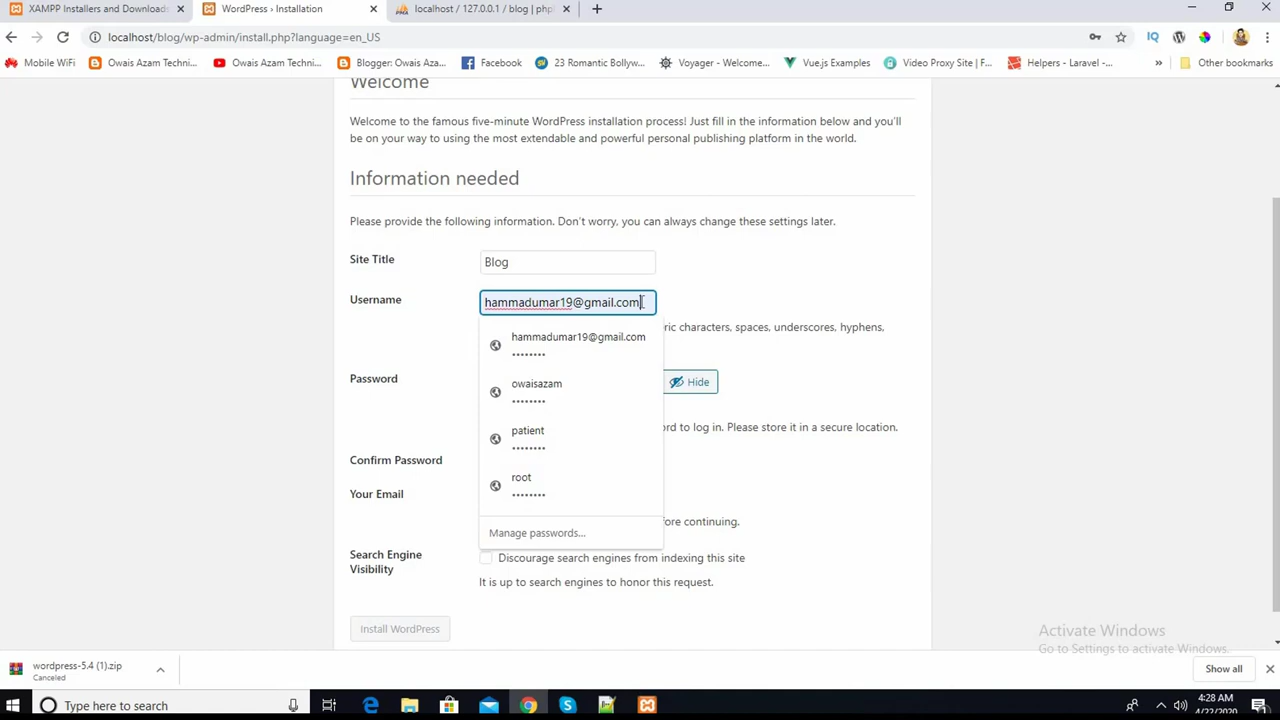 XAMPP Installers and Downloads
WordPress › Installation
localhost / 127.0.0.1 / blog | php
localhost/blog/wp-admin/install.php?language=en_US
IQ
Mobile WiFi
Owais Azam Techni...
Owais Azam Techni...
Blogger: Owais Aza...
Facebook
23 Romantic Bollyw...
Voyager - Welcome...
Vue.js Examples
Video Proxy Site | F...
Helpers - Laravel -...
»
Other bookmarks
Welcome
Welcome to the famous five-minute WordPress installation process! Just fill in the information below and you'll
be on your way to using the most extendable and powerful personal publishing platform in the world.
Information needed
Please provide the following information. Don't worry, you can always change these settings later.
Site Title
Blog
Username
hammadumar19@gmail.com
ric characters, spaces, underscores, hyphens,
hammadumar19@gmail.com
••••••••
owaisazam
••••••••
Password
Hide
patient
••••••••
rd to log in. Please store it in a secure location.
Confirm Password
root
••••••••
Your Email
fore continuing.
Manage passwords...
Search Engine
Visibility
Discourage search engines from indexing this site
It is up to search engines to honor this request.
Install WordPress
Activate Windows
Go to Settings to activate Windows.
wordpress-5.4 (1).zip
Canceled
Show all
Type here to search
4:28 AM
4/22/2020